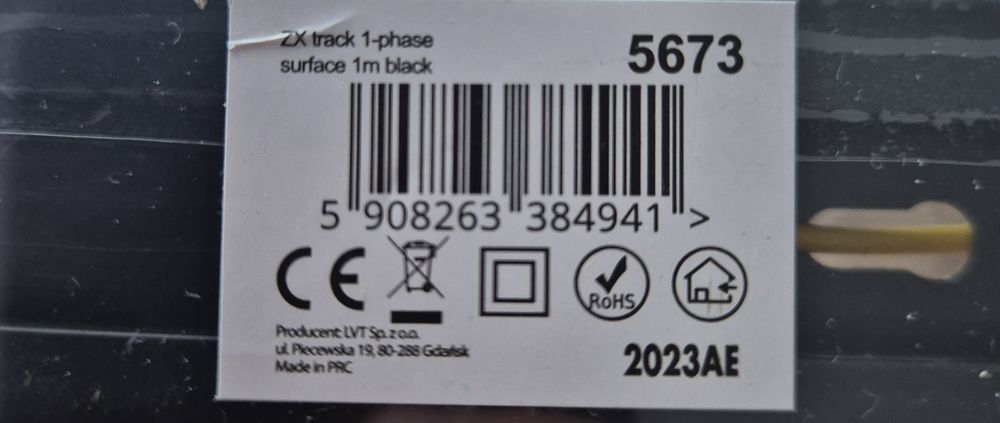 ZX track 1-phase
surface 1m black
5673
5 908263 384941 >
CE
RoHS
Producent: LVT Sp. z o.o.
ul. Piecewska 19, 80-288 Gdańsk
Made in PRC
2023AE